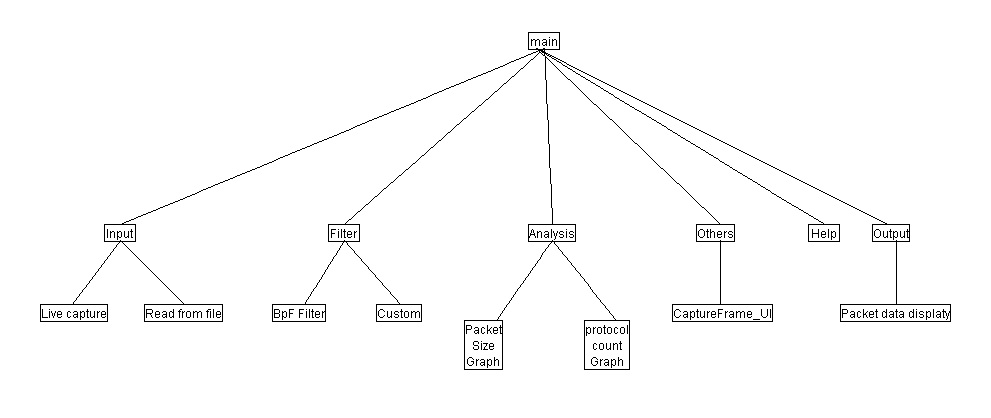 main
Input
Filter
Analysis
Others
Help
Output
Live capture
Read from file
BpF Filter
Custom
Packet
Size
Graph
protocol
count
Graph
CaptureFrame_UI
Packet data displaty